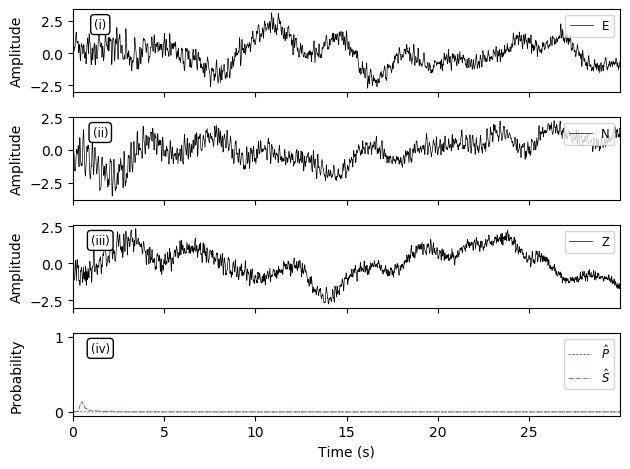 (i)
E
Amplitude
2.5
0.0
−2.5
(ii)
N
Amplitude
2.5
0.0
−2.5
(iii)
Z
Amplitude
2.5
0.0
−2.5
(iv)
P̂
Ŝ
Probability
1
0
0 5 10 15 20 25
Time (s)